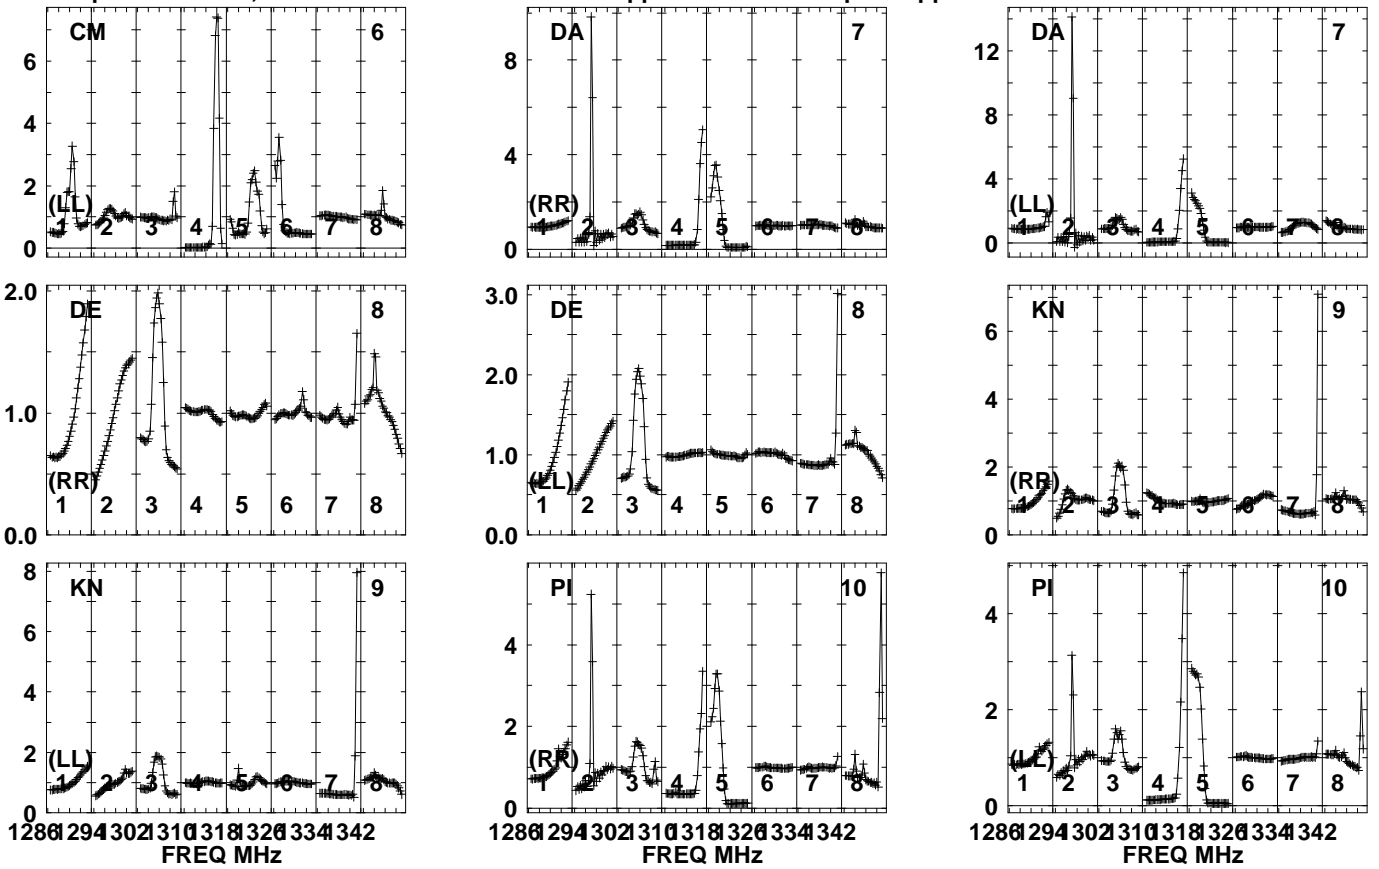 CM 6 DA 7 DA 7
6 8 12
4 4 8
2 (RR) 4
(LL) (LL)
0 1 2 3 4 5 6 7 8 0 1 2 3 4 5 6 7 8 0 1 2 3 4 5 6 7 8
2.0 DE 8 3.0 DE 8 KN 9
6
2.0 4
1.0 1.0 2
(RR) (LL) (RR)
1 2 3 4 5 6 7 8 1 2 3 4 5 6 7 8 1 2 3 4 5 6 7 8
0.0 0.0 0
8 KN 9 PI 10 PI 10
6 4 4
4 2 2
2 (LL) (RR) (LL)
1 2 3 4 5 6 7 8 1 2 3 4 5 6 7 8 1 2 3 4 5 6 7 8
0 0 0
1286 1294 1302 1310 1318 1326 1334 1342 1286 1294 1302 1310 1318 1326 1334 1342 1286 1294 1302 1310 1318 1326 1334 1342
FREQ MHz FREQ MHz FREQ MHz